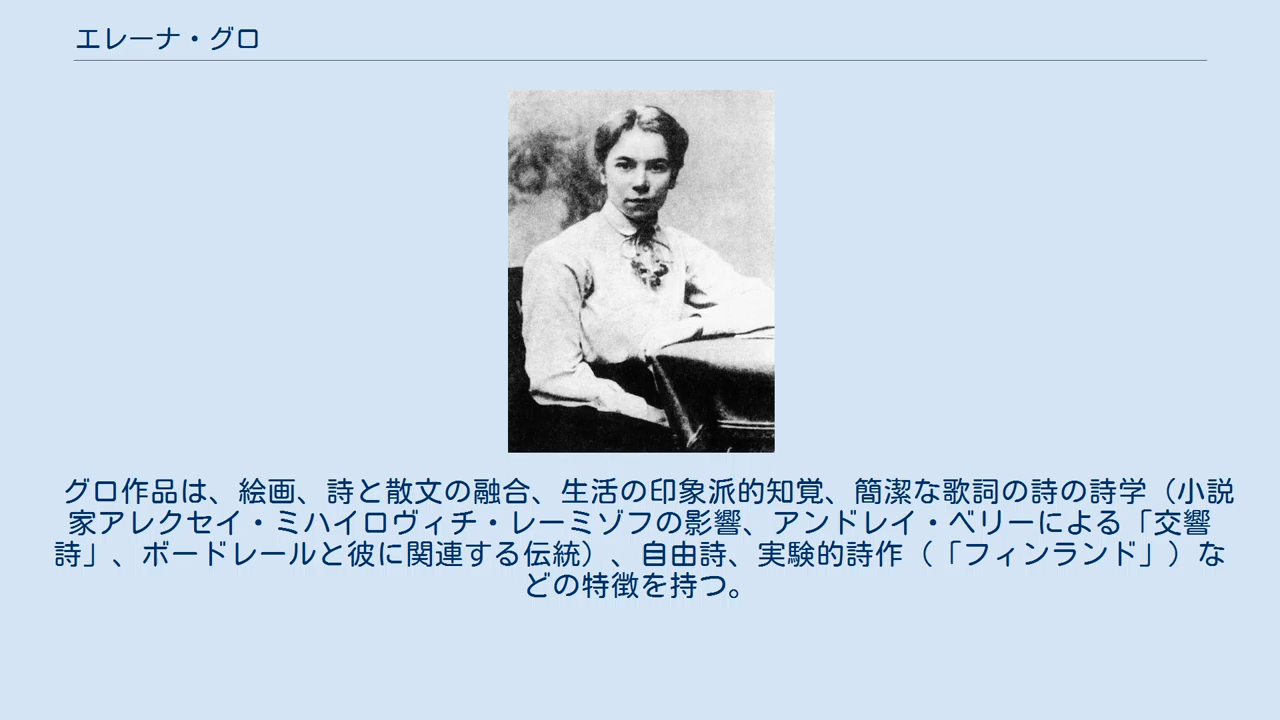 エレーナ・グロ
グロ作品は、絵画、詩と散文の融合、生活の印象派的知覚、簡潔な歌詞の詩の詩学（小説
家アレクセイ・ミハイロヴィチ・レーミゾフの影響、アンドレイ・ベリーによる「交響
詩」、ボードレールと彼に関連する伝統）、自由詩、実験的詩作（「フィンランド」）な
どの特徴を持つ。